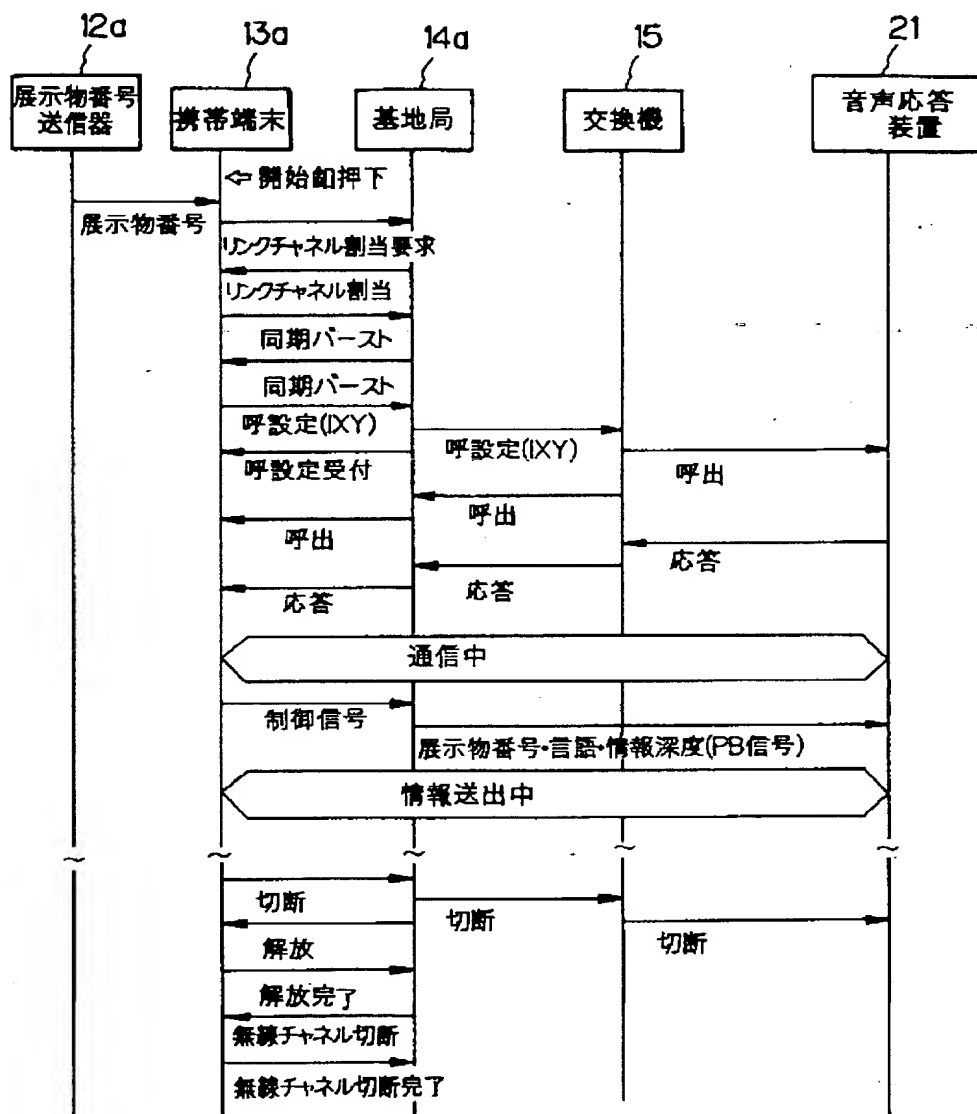 12a
13a
14a
15
21
展示物番号
送信器
携帯端末
基地局
交換機
音声応答
装置
⇦ 開始釦押下
展示物番号
リンクチャネル割当要求
リンクチャネル割当
同期バースト
同期バースト
呼設定(IXY)
呼設定(IXY)
呼設定受付
呼出
呼出
呼出
応答
応答
応答
通信中
制御信号
展示物番号・言語・情報深度(PB信号)
情報送出中
切断
切断
切断
解放
解放完了
無線チャネル切断
無線チャネル切断完了